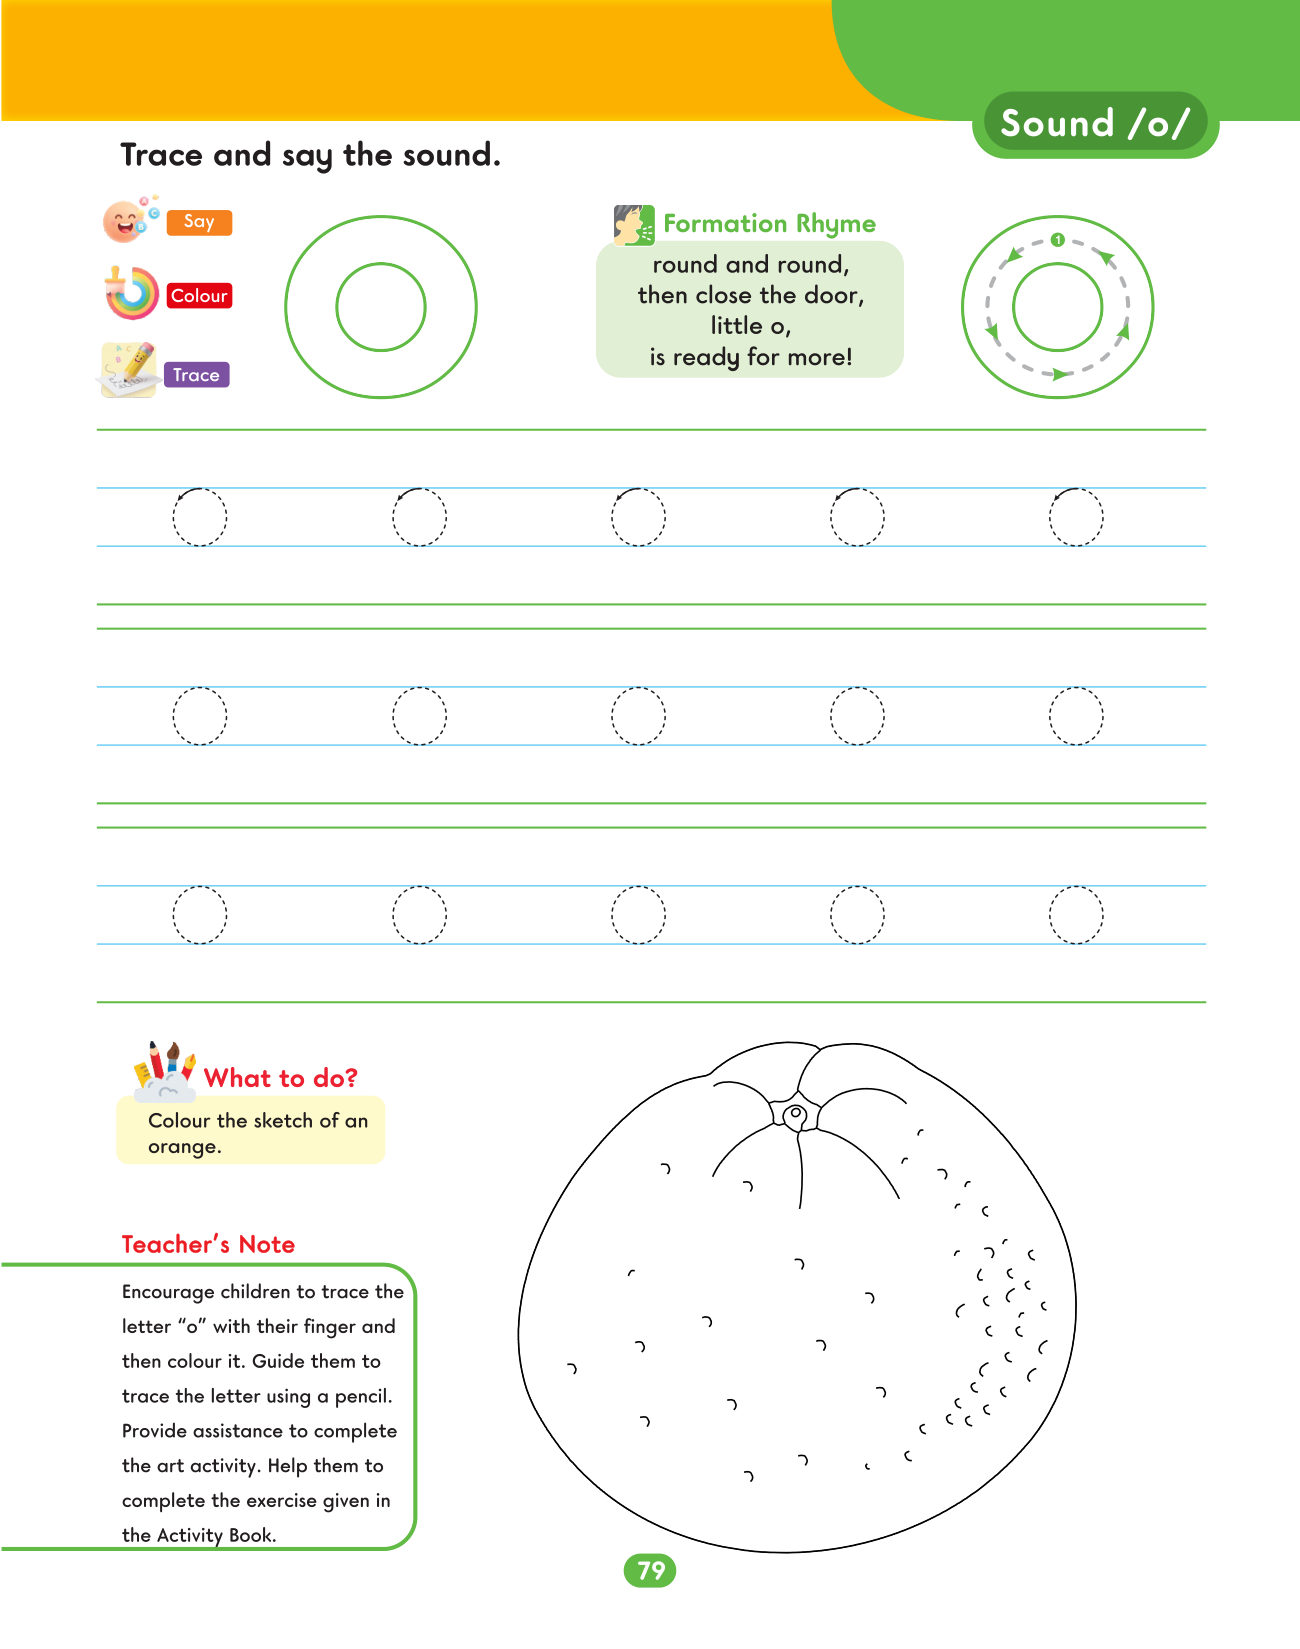 Sound /o/
Trace and say the sound.
Say
Colour
Trace
Formation Rhyme
round and round,
then close the door,
little o,
is ready for more!
1
What to do?
Colour the sketch of an
orange.
Teacher’s Note
Encourage children to trace the
letter “o” with their finger and
then colour it. Guide them to
trace the letter using a pencil.
Provide assistance to complete
the art activity. Help them to
complete the exercise given in
the Activity Book.
79